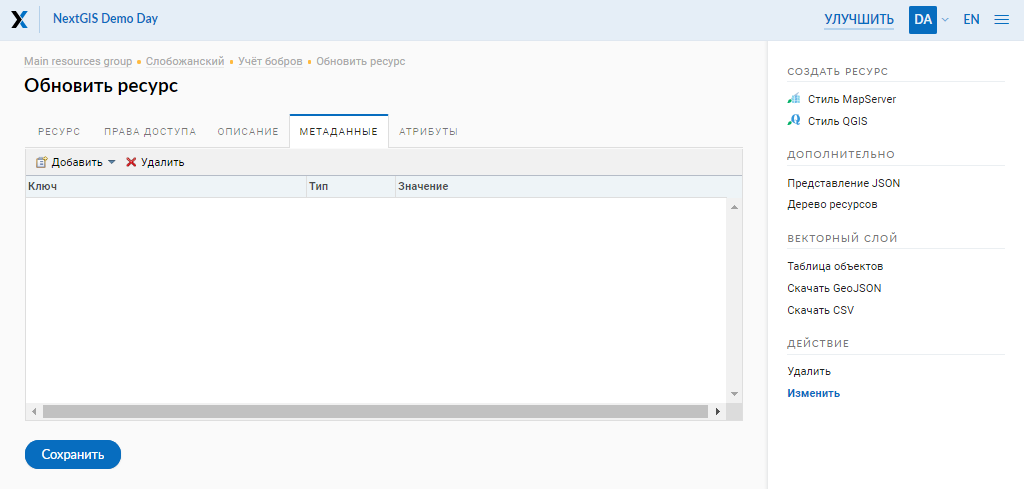 NextGIS Demo Day
УЛУЧШИТЬ
DA
EN
Main resources group Слобожанский Учёт бобров Обновить ресурс
Обновить ресурс
РЕСУРС
ПРАВА ДОСТУПА
ОПИСАНИЕ
МЕТАДАННЫЕ
АТРИБУТЫ
Добавить
Удалить
Ключ
Тип
Значение
Сохранить
СОЗДАТЬ РЕСУРС
Стиль MapServer
Стиль QGIS
ДОПОЛНИТЕЛЬНО
Представление JSON
Дерево ресурсов
ВЕКТОРНЫЙ СЛОЙ
Таблица объектов
Скачать GeoJSON
Скачать CSV
ДЕЙСТВИЕ
Удалить
Изменить